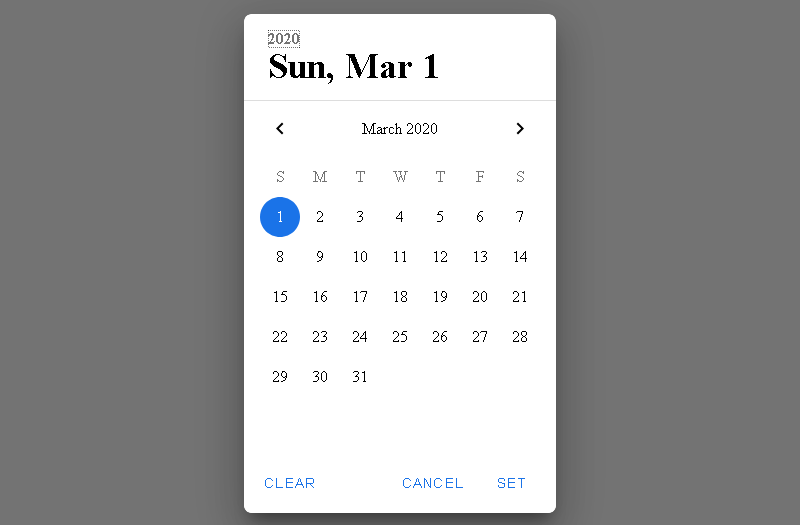 2020
Sun, Mar 1
March 2020
S M T W T F S
1 2 3 4 5 6 7
8 9 10 11 12 13 14
15 16 17 18 19 20 21
22 23 24 25 26 27 28
29 30 31
CLEAR CANCEL SET